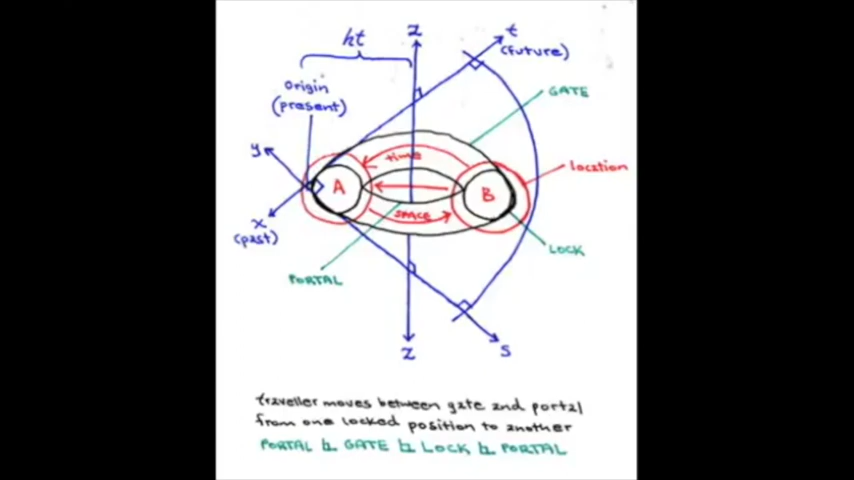 ht
z
t
(future)
origin
(present)
GATE
y
time
A
B
location
x
(past)
space
LOCK
PORTAL
z
s
traveller moves between gate and portal
from one locked position to another
PORTAL GATE LOCK PORTAL